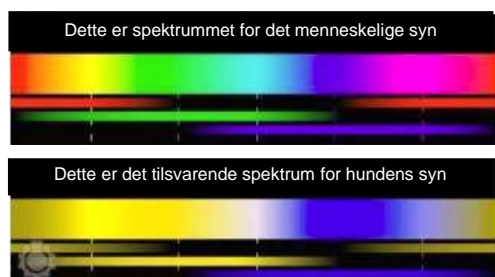 Dette er spektrummet for det menneskelige syn
Dette er det tilsvarende spektrum for hundens syn